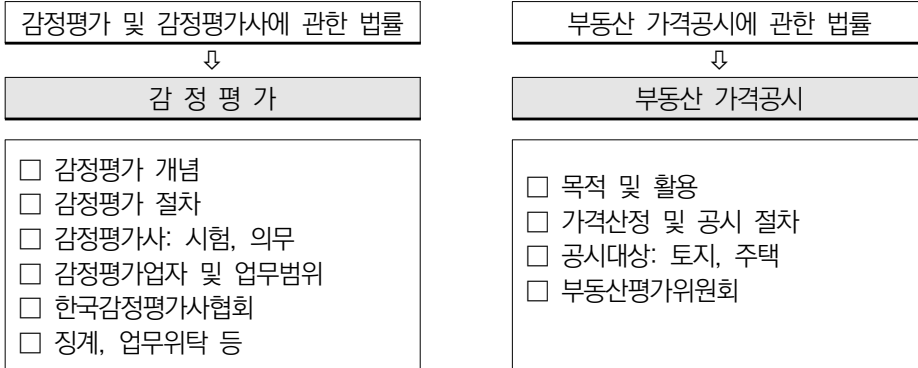 감정평가 및 감정평가사에 관한 법률
⇩
감 정 평 가
□ 감정평가 개념
□ 감정평가 절차
□ 감정평가사: 시험, 의무
□ 감정평가업자 및 업무범위
□ 한국감정평가사협회
□ 징계, 업무위탁 등
부동산 가격공시에 관한 법률
⇩
부동산 가격공시
□ 목적 및 활용
□ 가격산정 및 공시 절차
□ 공시대상: 토지, 주택
□ 부동산평가위원회